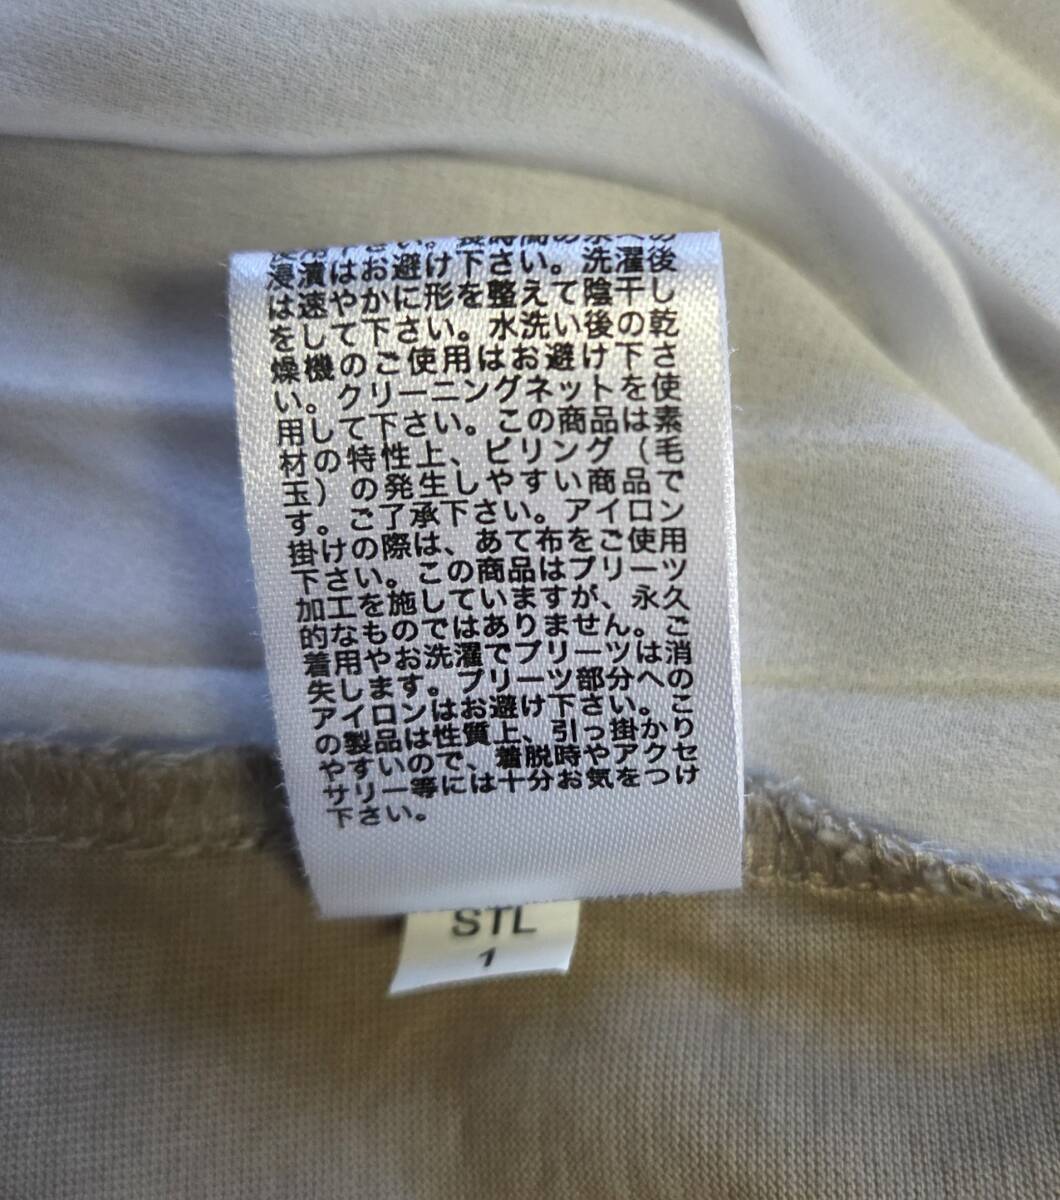 浸漬はお避け下さい。洗濯後
は速やかに形を整えて陰干し
をして下さい。水洗い後の乾
燥機のご使用はお避け下さ
い。クリーニングネットを使
用して下さい。この商品は素
材の特性上、ピリング（毛
玉）の発生しやすい商品で
す。ご了承下さい。アイロン
掛けの際は、あて布をご使用
下さい。この商品はプリーツ
加工を施していますが、永久
的なものではありません。ご
着用やお洗濯でプリーツは消
失します。プリーツ部分への
アイロンはお避け下さい。こ
の製品は性質上、引っ掛かり
やすいので、着脱時やアクセ
サリー等には十分お気をつけ
下さい。
STL
1